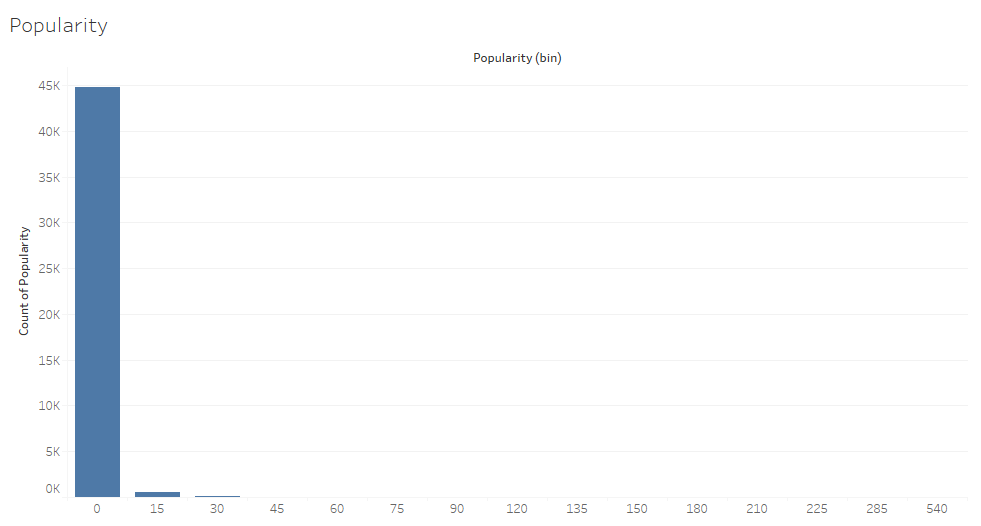 Popularity
Popularity (bin)
45K
40K
35K
30K
25K
20K
15K
10K
5K
0K
Count of Popularity
0 15 30 45 60 75 90 120 135 150 180 210 225 285 540